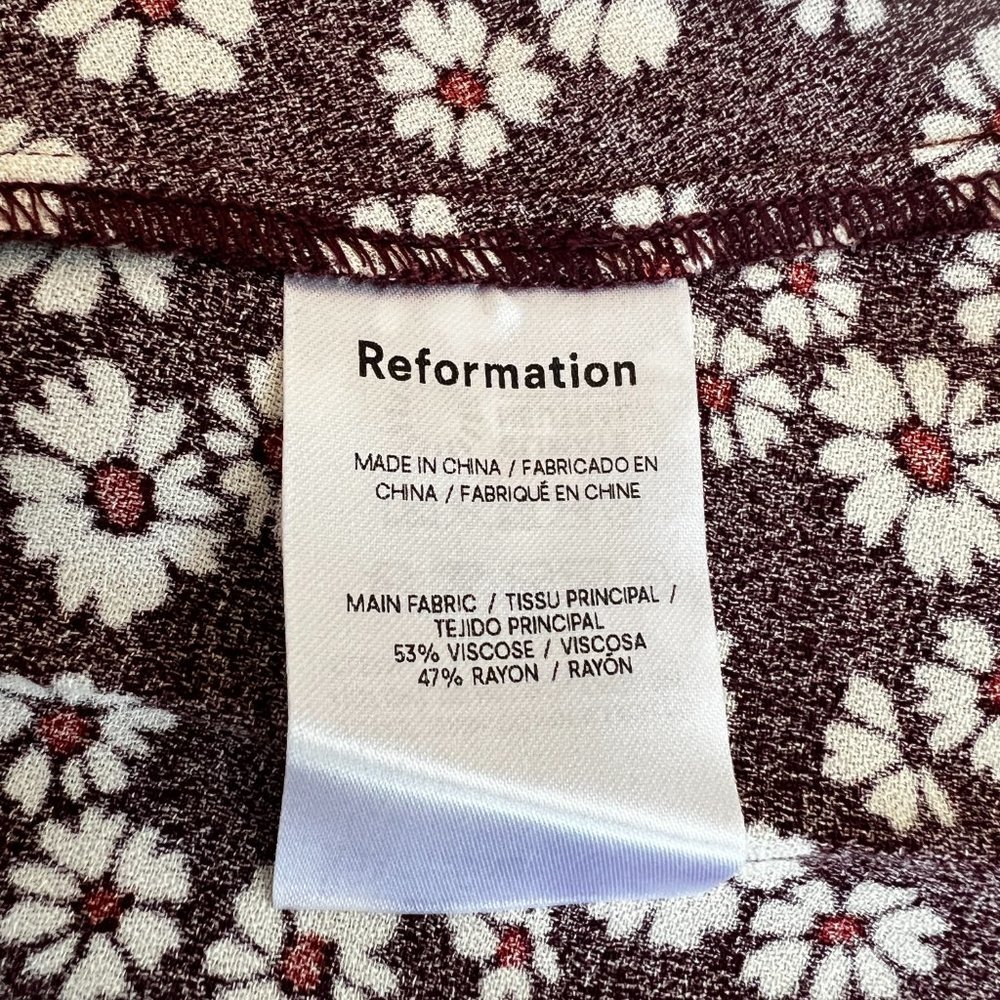 Reformation
MADE IN CHINA / FABRICADO EN
CHINA / FABRIQUÉ EN CHINE
MAIN FABRIC / TISSU PRINCIPAL /
TEJIDO PRINCIPAL
53% VISCOSE / VISCOSA
47% RAYON / RAYÓN